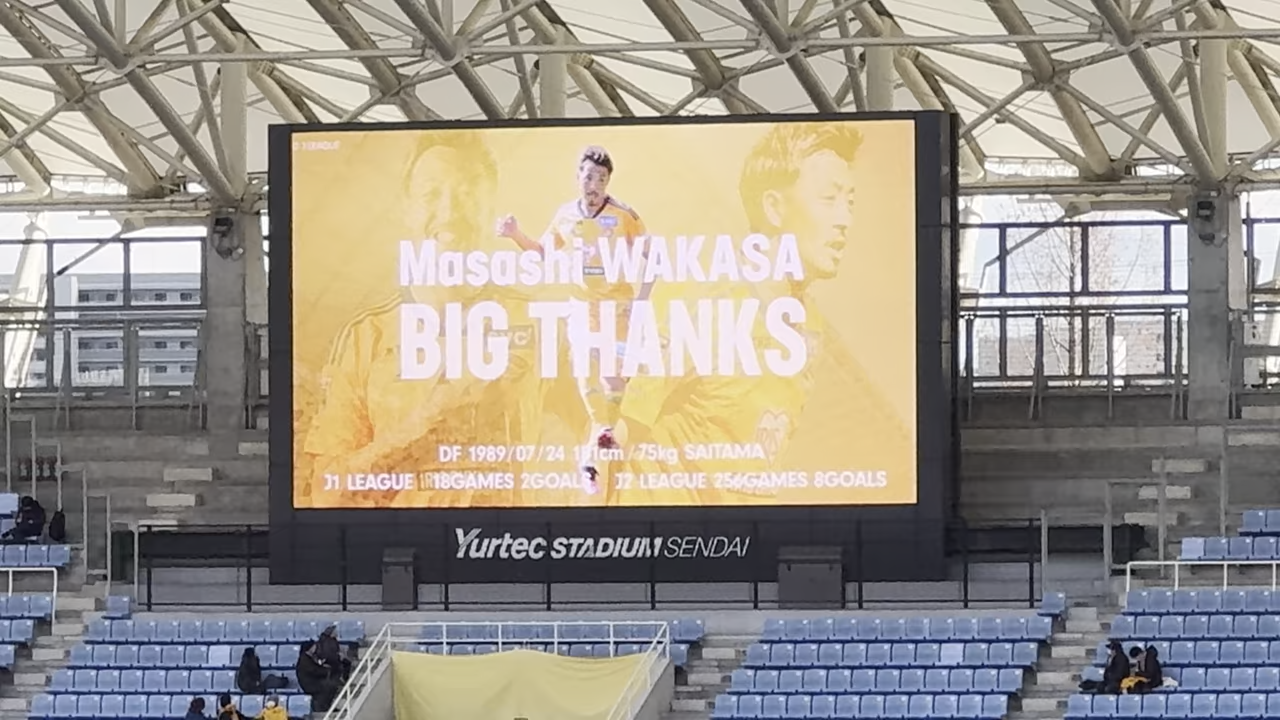 Masashi WAKASA
BIG THANKS
DF 1989/07/24 181cm / 75kg SAITAMA
J1 LEAGUE 18GAMES 2GOALS J2 LEAGUE 256GAMES 8GOALS
Yurtec STADIUM SENDAI